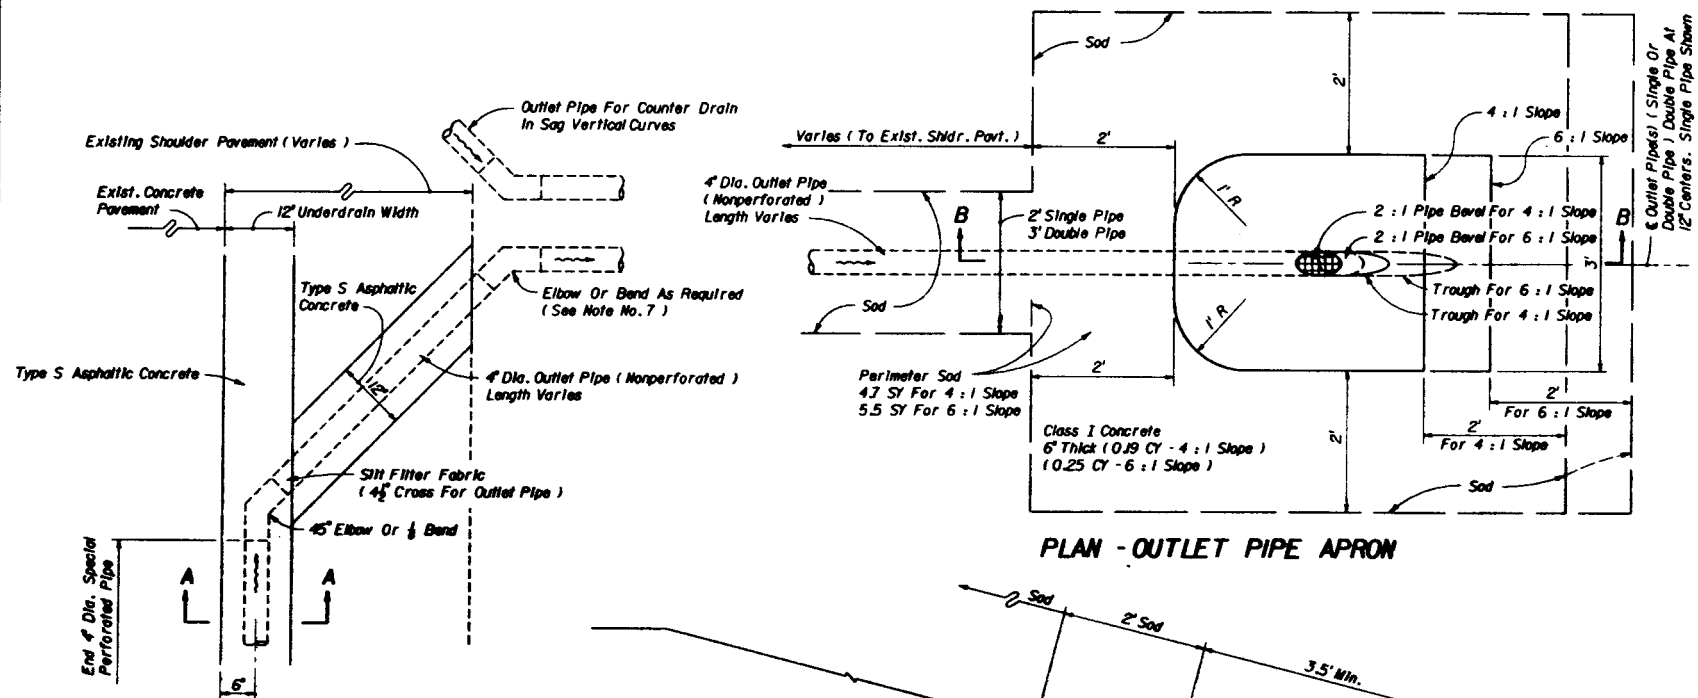 Outlet Pipe For Counter Drain
In Sag Vertical Curves
Existing Shoulder Pavement ( Varies )
Exist. Concrete
Pavement
12" Underdrain Width
Type S Asphaltic
Concrete
Elbow Or Bend As Required
( See Note No. 7 )
Type S Asphaltic Concrete
12"
4" Dia. Outlet Pipe ( Nonperforated )
Length Varies
Silt Filter Fabric
( 4½" Cross For Outlet Pipe )
45° Elbow Or ⅛ Bend
End 4" Dia. Special
Perforated Pipe
A
A
6"
Sod
2'
4 : 1 Slope
6 : 1 Slope
Varies ( To Exist. Shldr. Pavt. )
2'
4" Dia. Outlet Pipe
( Nonperforated )
Length Varies
B
2' Single Pipe
3' Double Pipe
1' R
2 : 1 Pipe Bevel For 4 : 1 Slope
2 : 1 Pipe Bevel For 6 : 1 Slope
B
3'
℄ Outlet Pipe(s) ( Single Or
Double Pipe ) Double Pipe At
12" Centers. Single Pipe Shown
Trough For 6 : 1 Slope
Trough For 4 : 1 Slope
Sod
1' R
2'
Perimeter Sod
4.7 SY For 4 : 1 Slope
5.5 SY For 6 : 1 Slope
2'
For 6 : 1 Slope
2'
For 4 : 1 Slope
Class I Concrete
6" Thick ( 0.19 CY - 4 : 1 Slope )
( 0.25 CY - 6 : 1 Slope )
2'
Sod
PLAN - OUTLET PIPE APRON
Sod
2' Sod
3.5' Min.